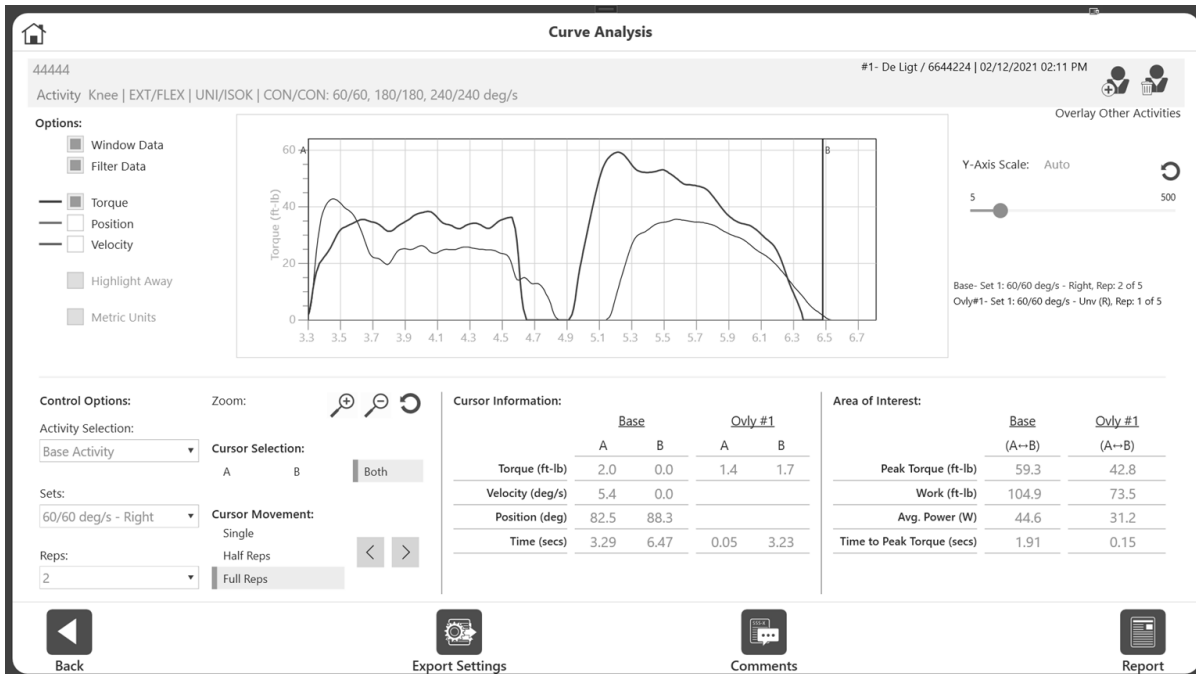 Curve Analysis
44444
#1- De Ligt / 6644224 | 02/12/2021 02:11 PM
Activity Knee | EXT/FLEX | UNI/ISOK | CON/CON: 60/60, 180/180, 240/240 deg/s
Overlay Other Activities
Options:
Window Data
Filter Data
Torque
Position
Velocity
Highlight Away
Metric Units
Torque (ft-lb)
60
40
20
0
A
B
3.3 3.5 3.7 3.9 4.1 4.3 4.5 4.7 4.9 5.1 5.3 5.5 5.7 5.9 6.1 6.3 6.5 6.7
Y-Axis Scale: Auto
5 500
Base- Set 1: 60/60 deg/s - Right, Rep: 2 of 5
Ovly#1- Set 1: 60/60 deg/s - Unv (R), Rep: 1 of 5
Control Options:
Activity Selection:
Base Activity
Sets:
60/60 deg/s - Right
Reps:
2
Zoom:
Cursor Selection:
A B Both
Cursor Movement:
Single
Half Reps
Full Reps
Cursor Information:
Base Ovly #1
A B A B
Torque (ft-lb) 2.0 0.0 1.4 1.7
Velocity (deg/s) 5.4 0.0
Position (deg) 82.5 88.3
Time (secs) 3.29 6.47 0.05 3.23
Area of Interest:
Base Ovly #1
(A↔B) (A↔B)
Peak Torque (ft-lb) 59.3 42.8
Work (ft-lb) 104.9 73.5
Avg. Power (W) 44.6 31.2
Time to Peak Torque (secs) 1.91 0.15
Back
Export Settings
Comments
Report